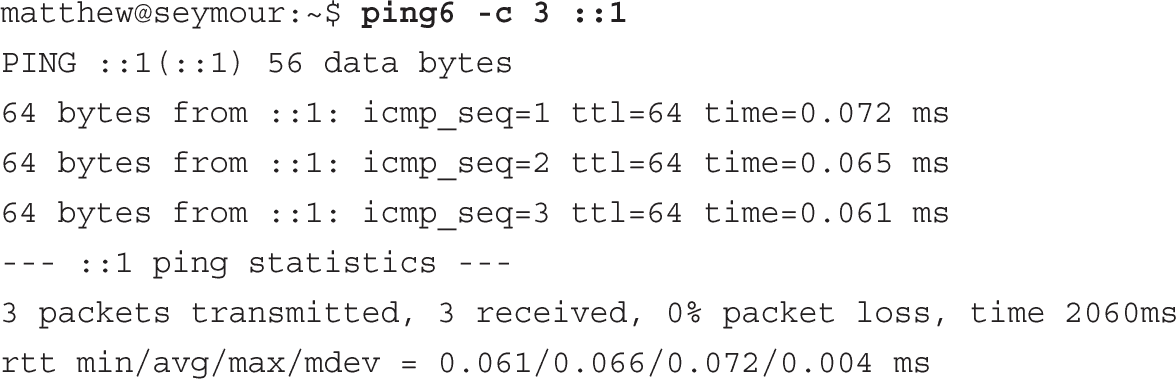 matthew@seymour:~$ ping6 -c 3 ::1
PING ::1(::1) 56 data bytes
64 bytes from ::1: icmp_seq=1 ttl=64 time=0.072 ms
64 bytes from ::1: icmp_seq=2 ttl=64 time=0.065 ms
64 bytes from ::1: icmp_seq=3 ttl=64 time=0.061 ms
--- ::1 ping statistics ---
3 packets transmitted, 3 received, 0% packet loss, time 2060ms
rtt min/avg/max/mdev = 0.061/0.066/0.072/0.004 ms